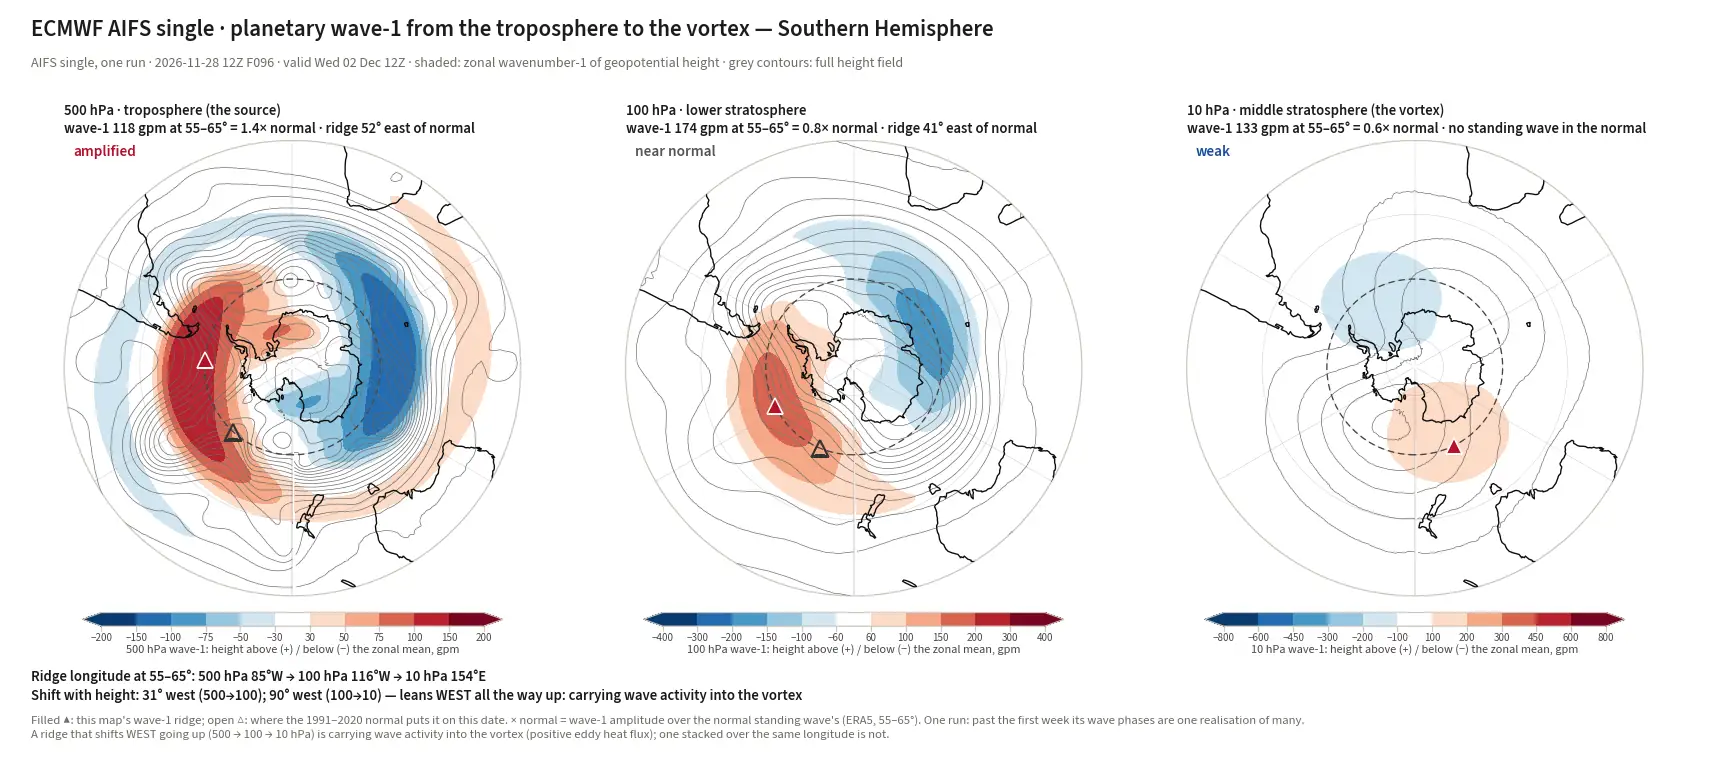 ECMWF AIFS single · planetary wave-1 from the troposphere to the vortex — Southern Hemisphere
AIFS single, one run · 2026-11-28 12Z F096 · valid Wed 02 Dec 12Z · shaded: zonal wavenumber-1 of geopotential height · grey contours: full height field
500 hPa · troposphere (the source)
wave-1 118 gpm at 55–65° = 1.4× normal · ridge 52° east of normal
amplified
100 hPa · lower stratosphere
wave-1 174 gpm at 55–65° = 0.8× normal · ridge 41° east of normal
near normal
10 hPa · middle stratosphere (the vortex)
wave-1 133 gpm at 55–65° = 0.6× normal · no standing wave in the normal
weak
−200 −150 −100 −75 −50 −30 30 50 75 100 150 200
500 hPa wave-1: height above (+) / below (−) the zonal mean, gpm
−400 −300 −200 −150 −100 −60 60 100 150 200 300 400
100 hPa wave-1: height above (+) / below (−) the zonal mean, gpm
−800 −600 −450 −300 −200 −100 100 200 300 450 600 800
10 hPa wave-1: height above (+) / below (−) the zonal mean, gpm
Ridge longitude at 55–65°: 500 hPa 85°W → 100 hPa 116°W → 10 hPa 154°E
Shift with height: 31° west (500→100); 90° west (100→10) — leans WEST all the way up: carrying wave activity into the vortex
Filled ▲: this map's wave-1 ridge; open △: where the 1991–2020 normal puts it on this date. × normal = wave-1 amplitude over the normal standing wave's (ERA5, 55–65°). One run: past the first week its wave phases are one realisation of many.
A ridge that shifts WEST going up (500 → 100 → 10 hPa) is carrying wave activity into the vortex (positive eddy heat flux); one stacked over the same longitude is not.